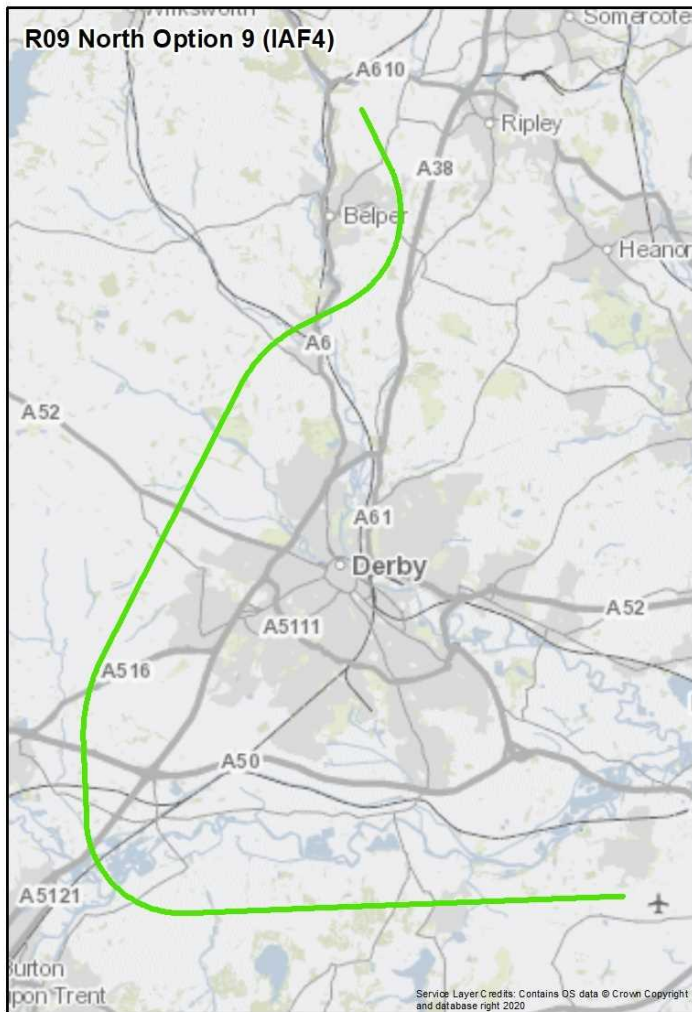 Wirksworth
Somercote
R09 North Option 9 (IAF4)
A610
Ripley
A38
Belper
Heanor
A6
A52
A61
Derby
A52
A5111
A516
A50
A5121
Burton
upon Trent
Service Layer Credits: Contains OS data © Crown Copyright
and database right 2020